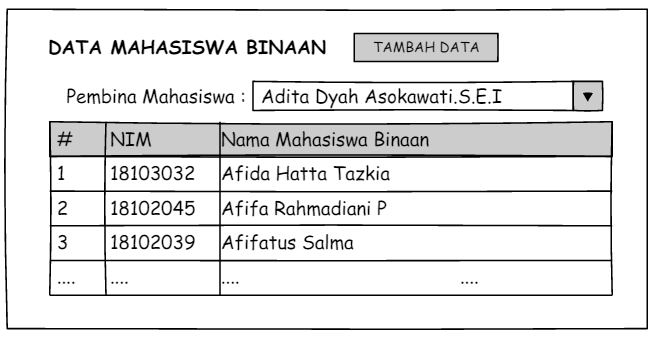 DATA MAHASISWA BINAAN TAMBAH DATA
Pembina Mahasiswa : Adita Dyah Asokawati.S.E.I ▼
# NIM Nama Mahasiswa Binaan
1 18103032 Afida Hatta Tazkia
2 18102045 Afifa Rahmadiani P
3 18102039 Afifatus Salma
.... .... .... ....